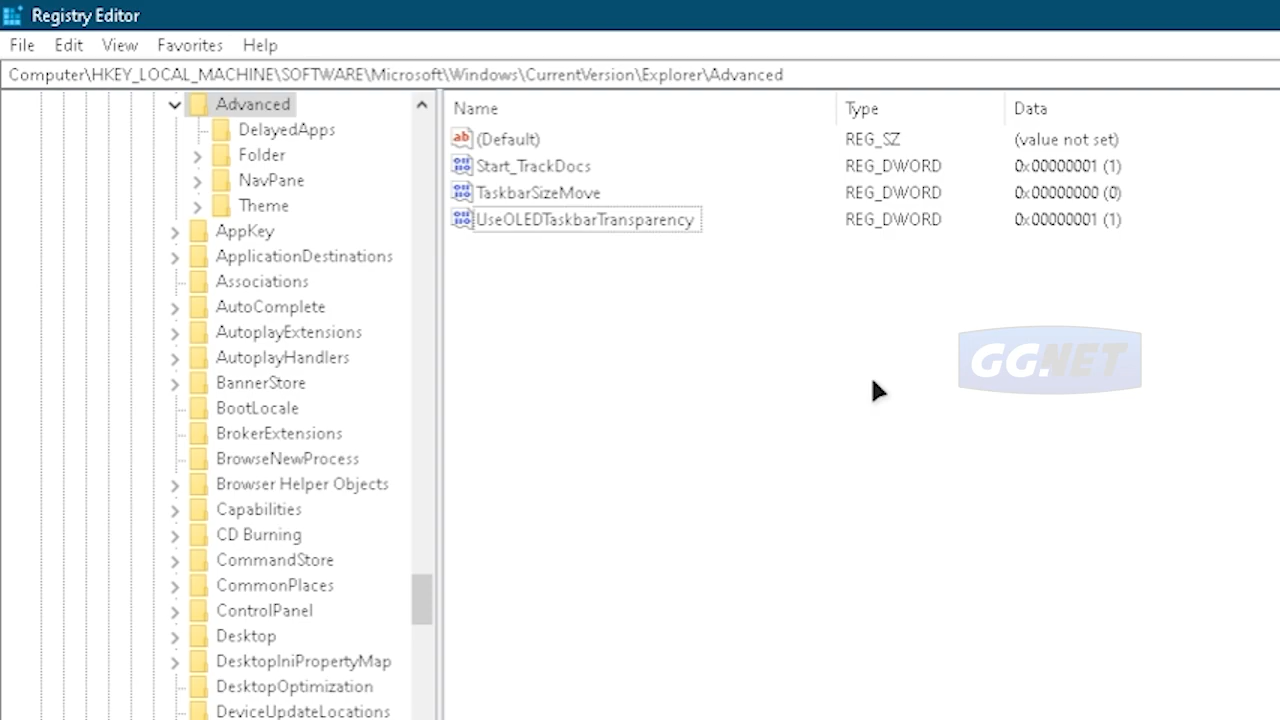 Registry Editor
File Edit View Favorites Help
Computer\HKEY_LOCAL_MACHINE\SOFTWARE\Microsoft\Windows\CurrentVersion\Explorer\Advanced
Advanced
DelayedApps
Folder
NavPane
Theme
AppKey
ApplicationDestinations
Associations
AutoComplete
AutoplayExtensions
AutoplayHandlers
BannerStore
BootLocale
BrokerExtensions
BrowseNewProcess
Browser Helper Objects
Capabilities
CD Burning
CommandStore
CommonPlaces
ControlPanel
Desktop
DesktopIniPropertyMap
DesktopOptimization
DeviceUpdateLocations
Name Type Data
ab (Default) REG_SZ (value not set)
Start_TrackDocs REG_DWORD 0x00000001 (1)
TaskbarSizeMove REG_DWORD 0x00000000 (0)
UseOLEDTaskbarTransparency REG_DWORD 0x00000001 (1)
GG.NET